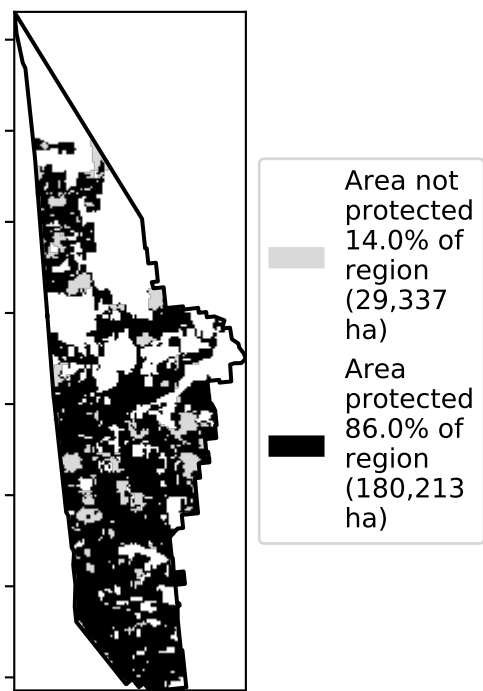 Area not
protected
14.0% of
region
(29,337
ha)
Area
protected
86.0% of
region
(180,213
ha)